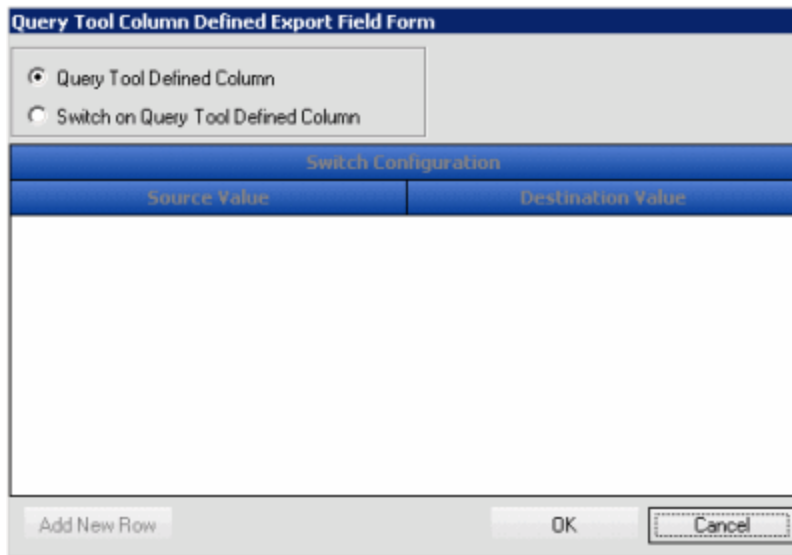 Query Tool Column Defined Export Field Form
Query Tool Defined Column
Switch on Query Tool Defined Column
Switch Configuration
Source Value Destination Value
Add New Row OK Cancel